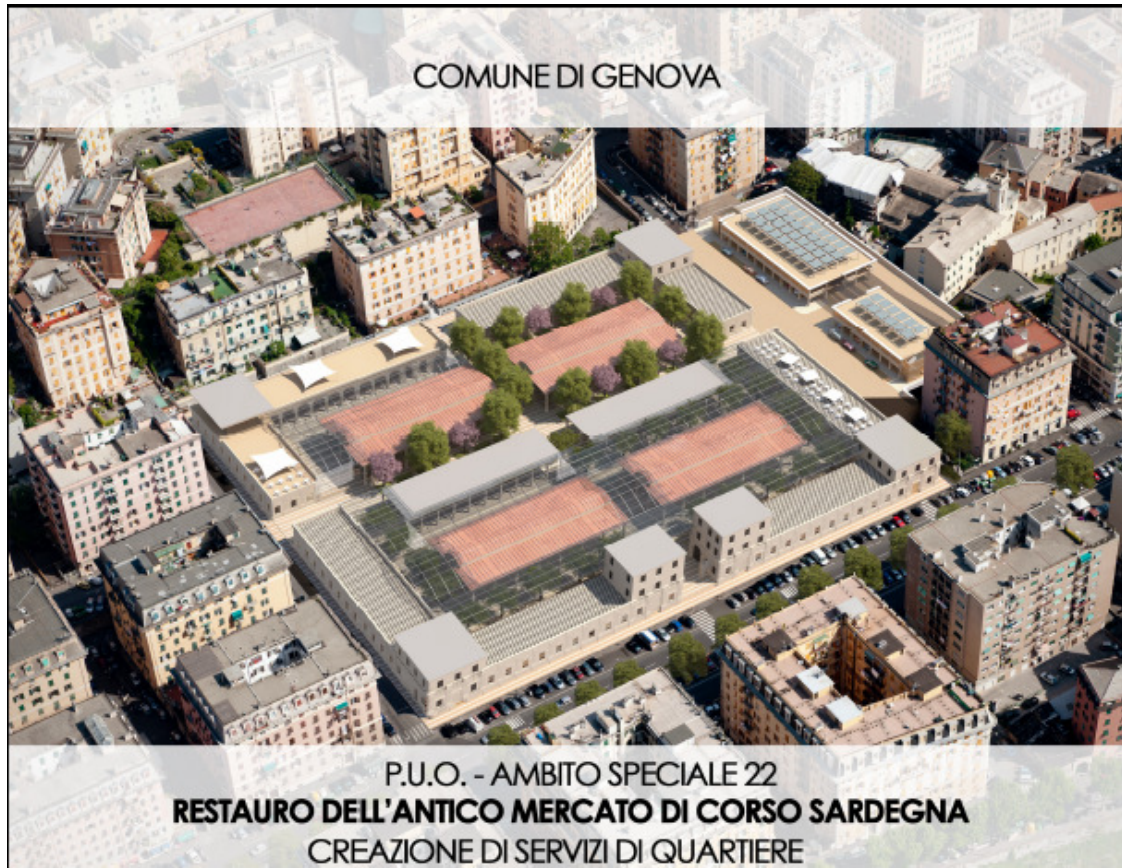 COMUNE DI GENOVA
P.U.O. - AMBITO SPECIALE 22
RESTAURO DELL'ANTICO MERCATO DI CORSO SARDEGNA
CREAZIONE DI SERVIZI DI QUARTIERE